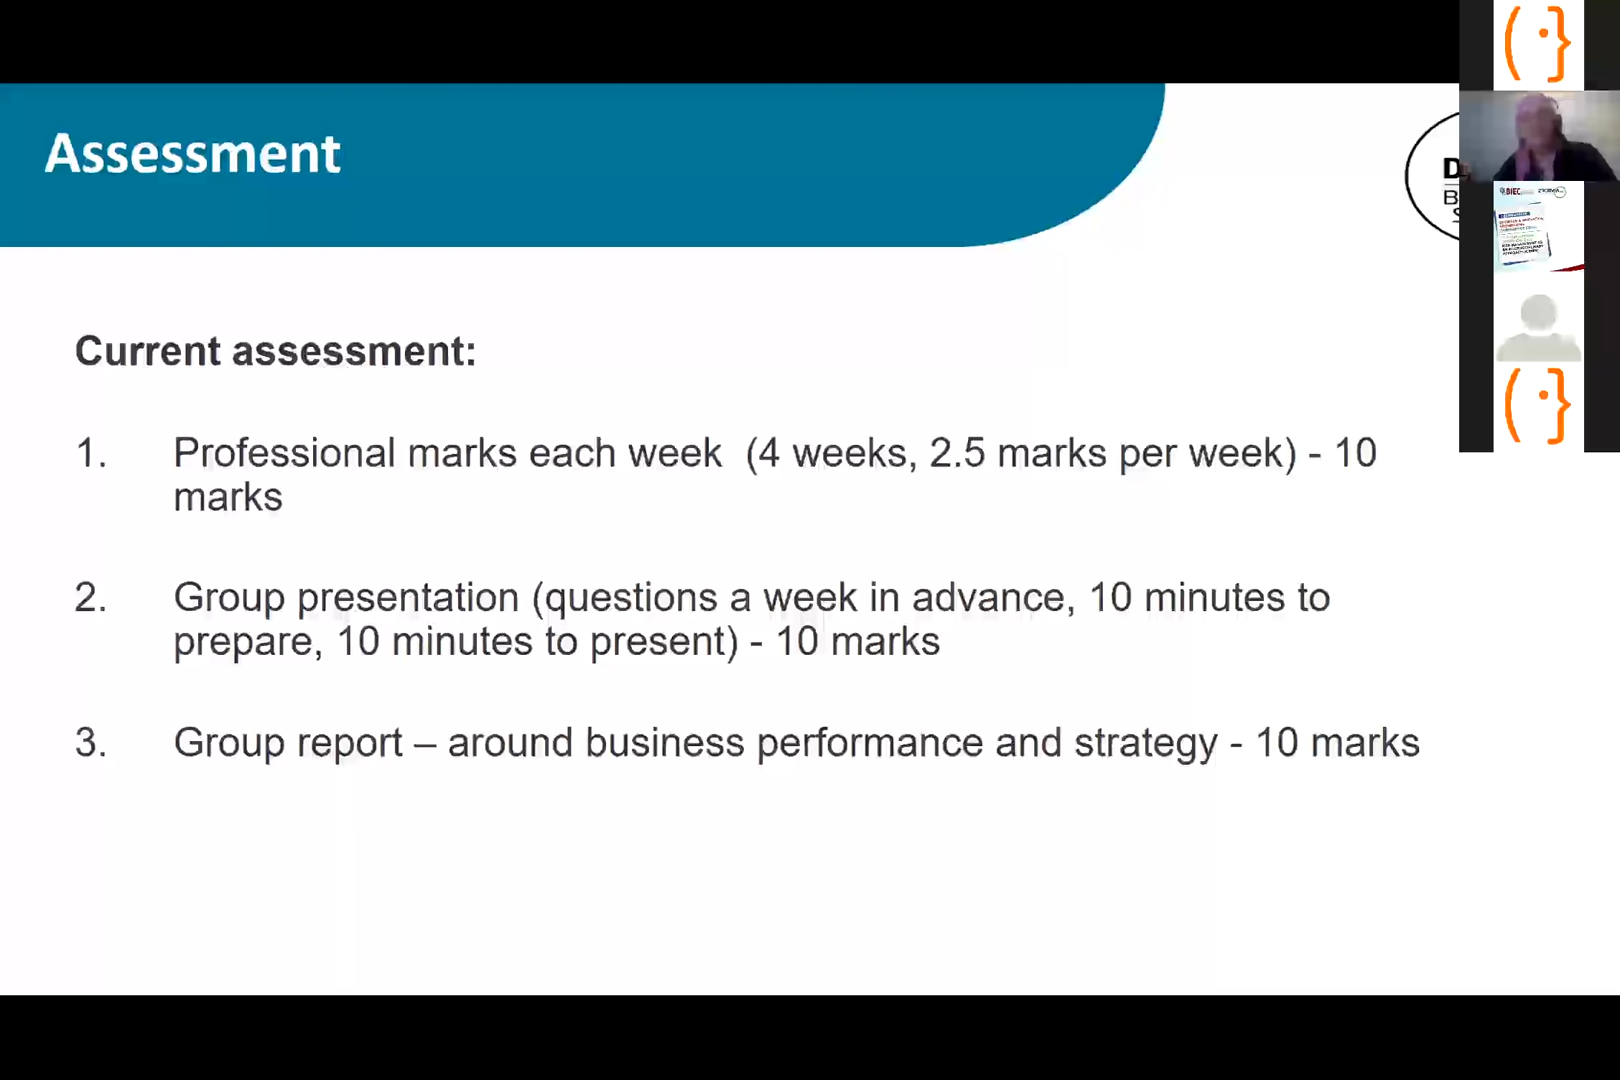 Assessment
D
B
S
Current assessment:
1. Professional marks each week (4 weeks, 2.5 marks per week) - 10
marks
2. Group presentation (questions a week in advance, 10 minutes to
prepare, 10 minutes to present) - 10 marks
3. Group report – around business performance and strategy - 10 marks
BIEC